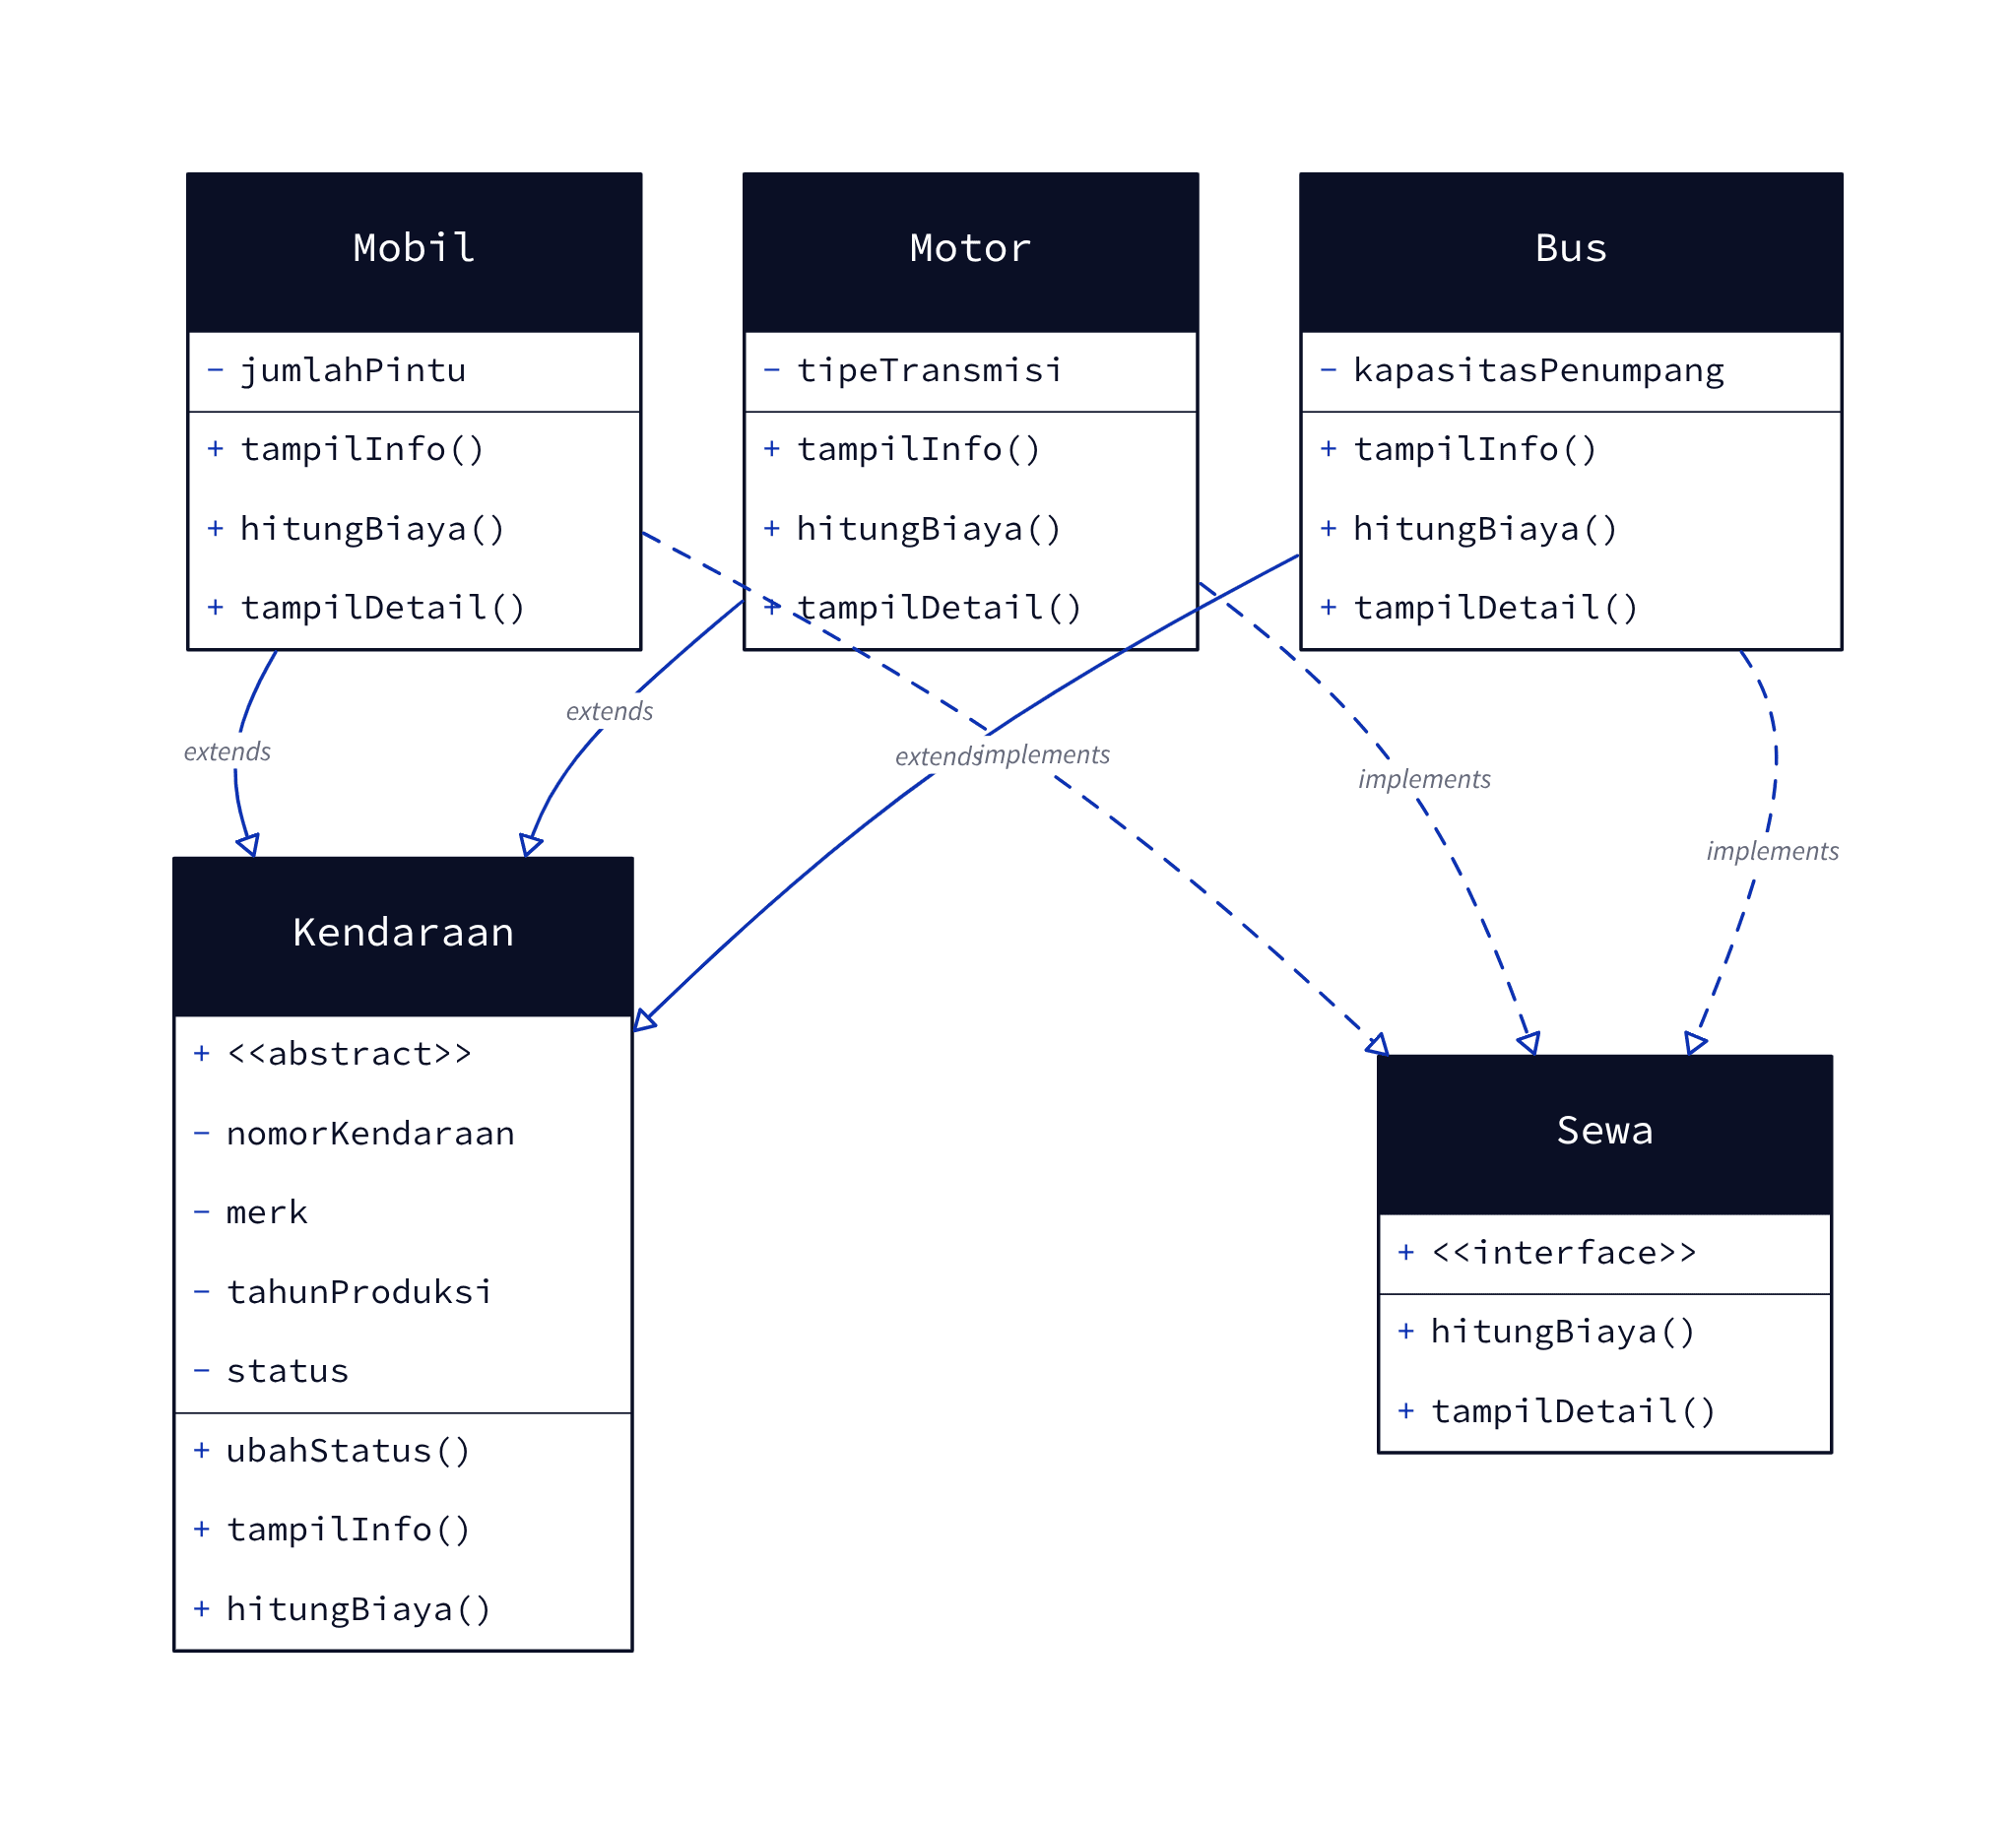 Mobil
- jumlahPintu
+ tampilInfo()
+ hitungBiaya()
+ tampilDetail()
Motor
- tipeTransmisi
+ tampilInfo()
+ hitungBiaya()
+ tampilDetail()
Bus
- kapasitasPenumpang
+ tampilInfo()
+ hitungBiaya()
+ tampilDetail()
extends
extends
extends
implements
implements
implements
Kendaraan
+ <<abstract>>
- nomorKendaraan
- merk
- tahunProduksi
- status
+ ubahStatus()
+ tampilInfo()
+ hitungBiaya()
Sewa
+ <<interface>>
+ hitungBiaya()
+ tampilDetail()